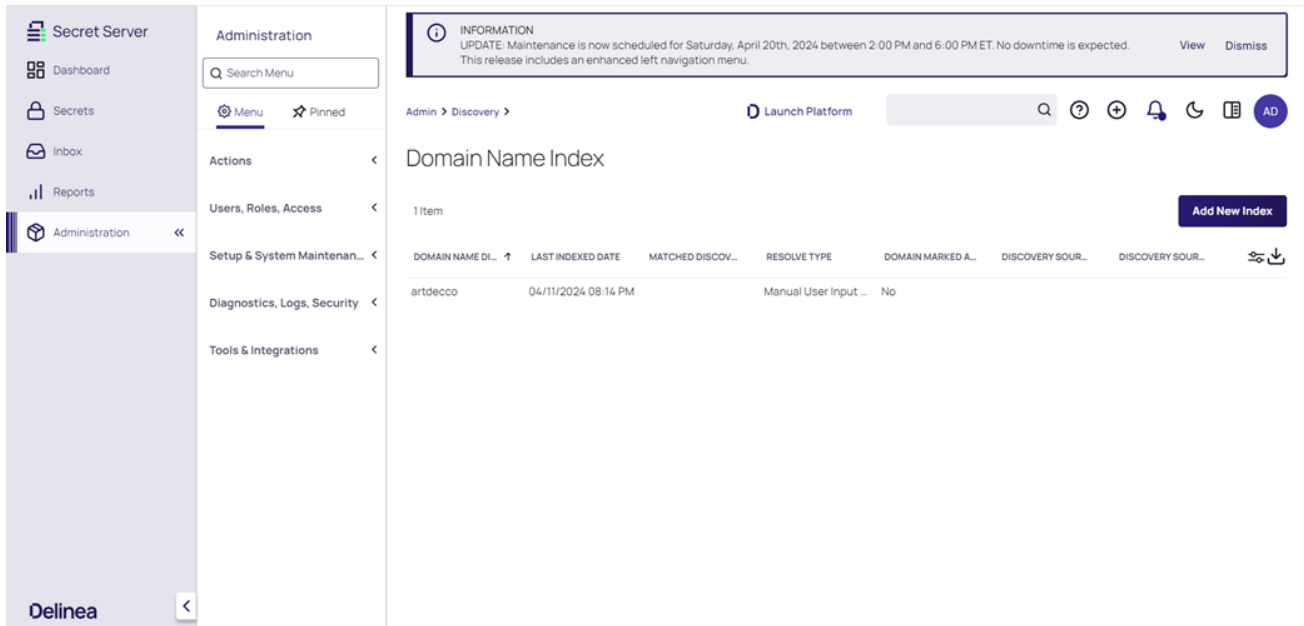 Secret Server
Dashboard
Secrets
Inbox
Reports
Administration
Delinea
Administration
Search Menu
Menu Pinned
Actions
Users, Roles, Access
Setup & System Maintenan...
Diagnostics, Logs, Security
Tools & Integrations
INFORMATION
UPDATE: Maintenance is now scheduled for Saturday, April 20th, 2024 between 2:00 PM and 6:00 PM ET. No downtime is expected.
This release includes an enhanced left navigation menu.
View Dismiss
Admin > Discovery >
Launch Platform
AD
Domain Name Index
1 Item
Add New Index
DOMAIN NAME DI... LAST INDEXED DATE MATCHED DISCOV... RESOLVE TYPE DOMAIN MARKED A... DISCOVERY SOUR... DISCOVERY SOUR...
artdecco 04/11/2024 08:14 PM Manual User Input ... No